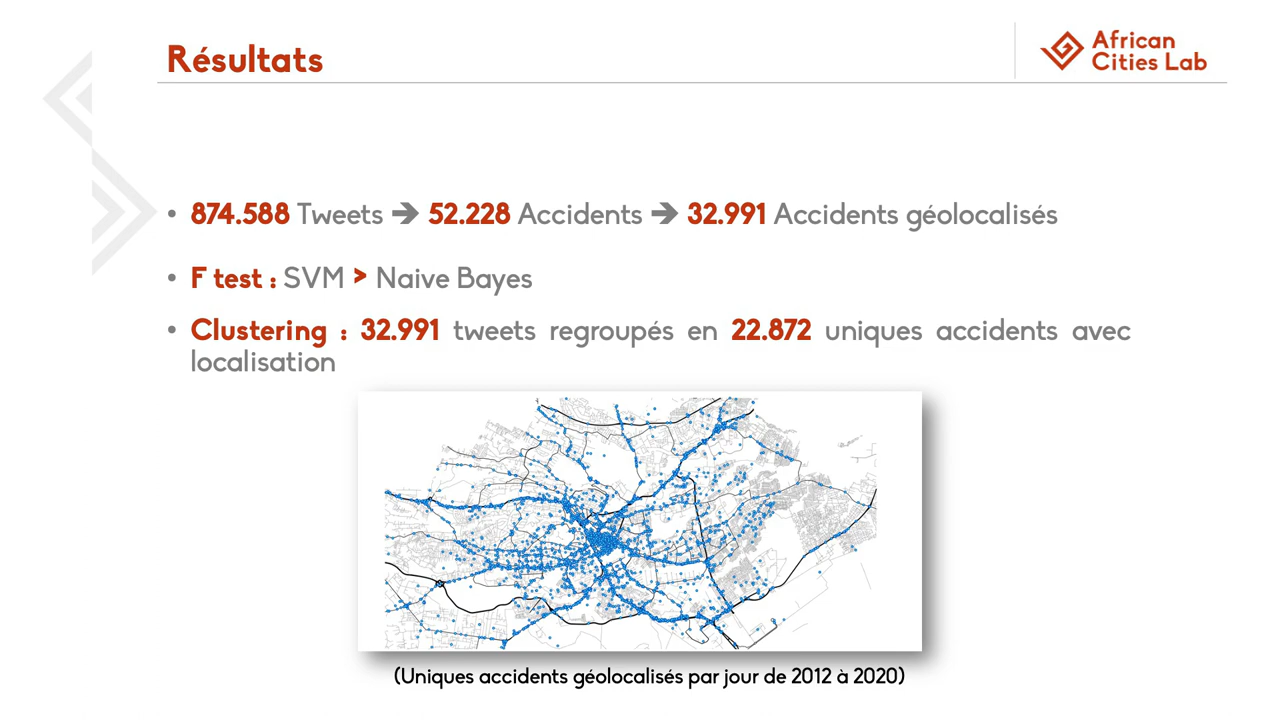 Résultats
African
Cities Lab
• 874.588 Tweets ➔ 52.228 Accidents ➔ 32.991 Accidents géolocalisés
• F test : SVM > Naive Bayes
• Clustering : 32.991 tweets regroupés en 22.872 uniques accidents avec
localisation
(Uniques accidents géolocalisés par jour de 2012 à 2020)